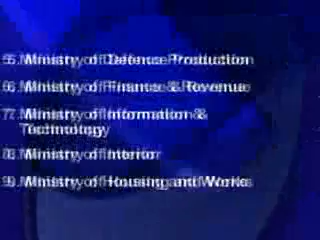 5. Ministry of Defence Production
6. Ministry of Finance & Revenue
7. Ministry of Information &
Technology
8. Ministry of Interior
9. Ministry of Housing and Works